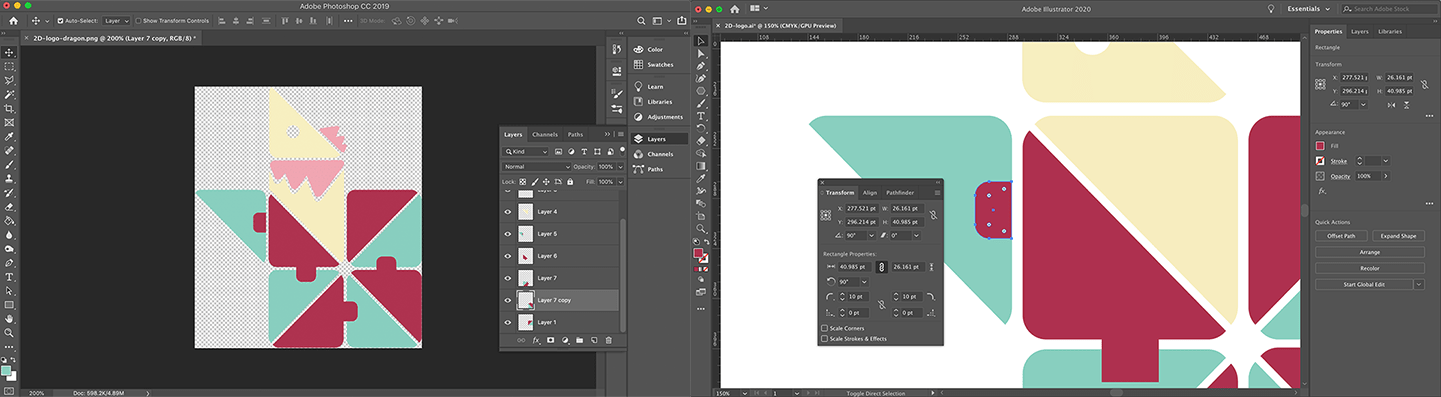 Adobe Photoshop CC 2019
Auto-Select: Layer Show Transform Controls 3D Mode:
2D-logo-dragon.png @ 200% (Layer 7 copy, RGB/8) *
Color
Swatches
Learn
Libraries
Adjustments
Layers
Channels
Paths
Layers Channels Paths
Kind
Normal Opacity: 100%
Lock: Fill: 100%
Layer 4
Layer 5
Layer 6
Layer 7
Layer 7 copy
Layer 1
fx
200% Doc: 598.2K/4.89M
Adobe Illustrator 2020
Essentials Search Adobe Stock
2D-logo.ai* @ 150% (CMYK/GPU Preview)
108 144 180 216 252 288 324 360 396 432 468
Transform Align Pathfinder
X: 277.521 pt W: 26.161 pt
Y: 296.214 pt H: 40.985 pt
90° 0°
Rectangle Properties:
40.985 pt 26.161 pt
90°
10 pt 10 pt
0 pt 0 pt
Scale Corners
Scale Strokes & Effects
150% 1 Toggle Direct Selection
Properties Layers Libraries
Rectangle
Transform
X: 277.521 W: 26.161 pt
Y: 296.214 H: 40.985 pt
90°
Appearance
Fill
Stroke
Opacity 100%
fx
Quick Actions
Offset Path Expand Shape
Arrange
Recolor
Start Global Edit